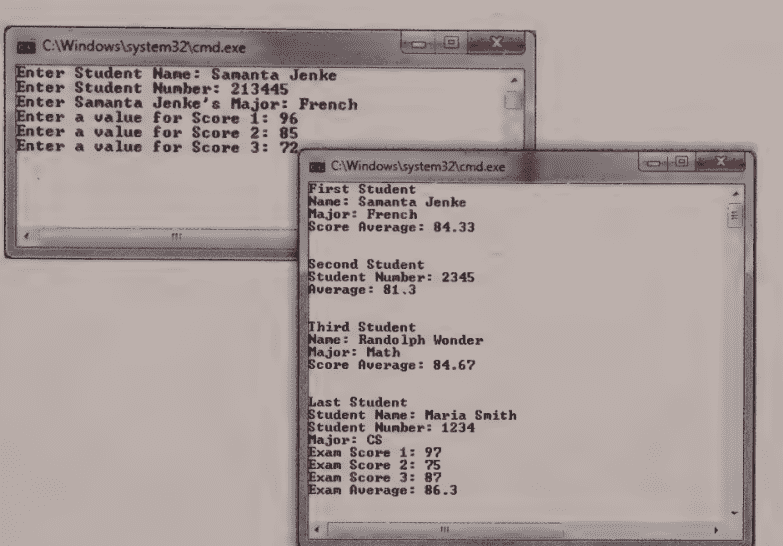 C:\Windows\system32\cmd.exe
Enter Student Name: Samanta Jenke
Enter Student Number: 213445
Enter Samanta Jenke's Major: French
Enter a value for Score 1: 96
Enter a value for Score 2: 85
Enter a value for Score 3: 72
C:\Windows\system32\cmd.exe
First Student
Name: Samanta Jenke
Major: French
Score Average: 84.33
Second Student
Student Number: 2345
Average: 81.3
Third Student
Name: Randolph Wonder
Major: Math
Score Average: 84.67
Last Student
Student Name: Maria Smith
Student Number: 1234
Major: CS
Exam Score 1: 97
Exam Score 2: 75
Exam Score 3: 87
Exam Average: 86.3